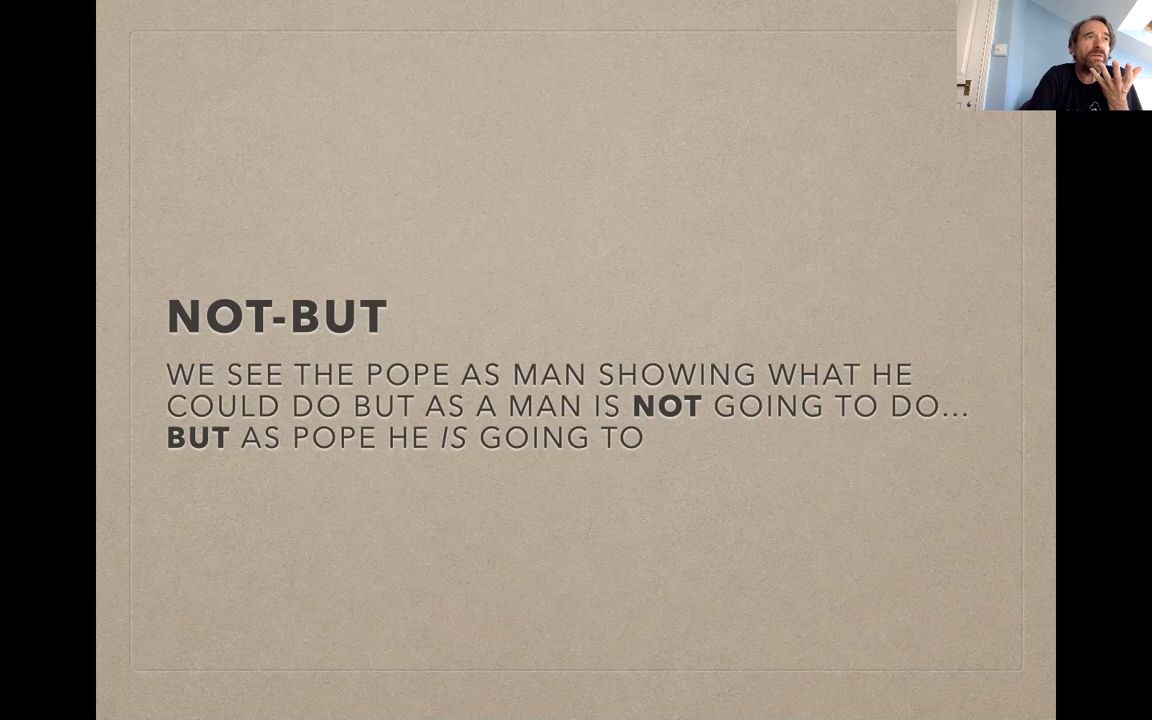 NOT-BUT
WE SEE THE POPE AS MAN SHOWING WHAT HE
COULD DO BUT AS A MAN IS NOT GOING TO DO...
BUT AS POPE HE IS GOING TO